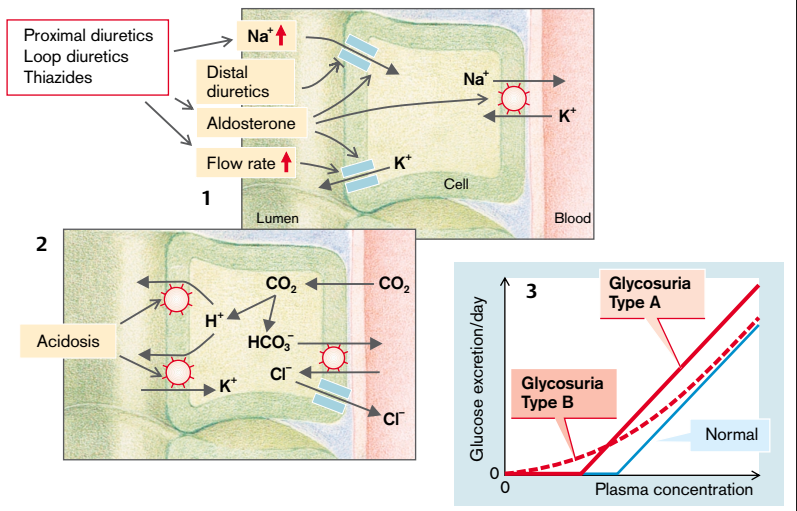 Proximal diuretics
Loop diuretics
Thiazides
Na⁺
Distal
diuretics
Aldosterone
Flow rate
Na⁺
K⁺
K⁺
Cell
1
Lumen
Blood
2
Acidosis
CO₂
CO₂
H⁺
HCO₃⁻
Cl⁻
K⁺
Cl⁻
3
Glycosuria
Type A
Glycosuria
Type B
Normal
Glucose excretion/day
0
0
Plasma concentration